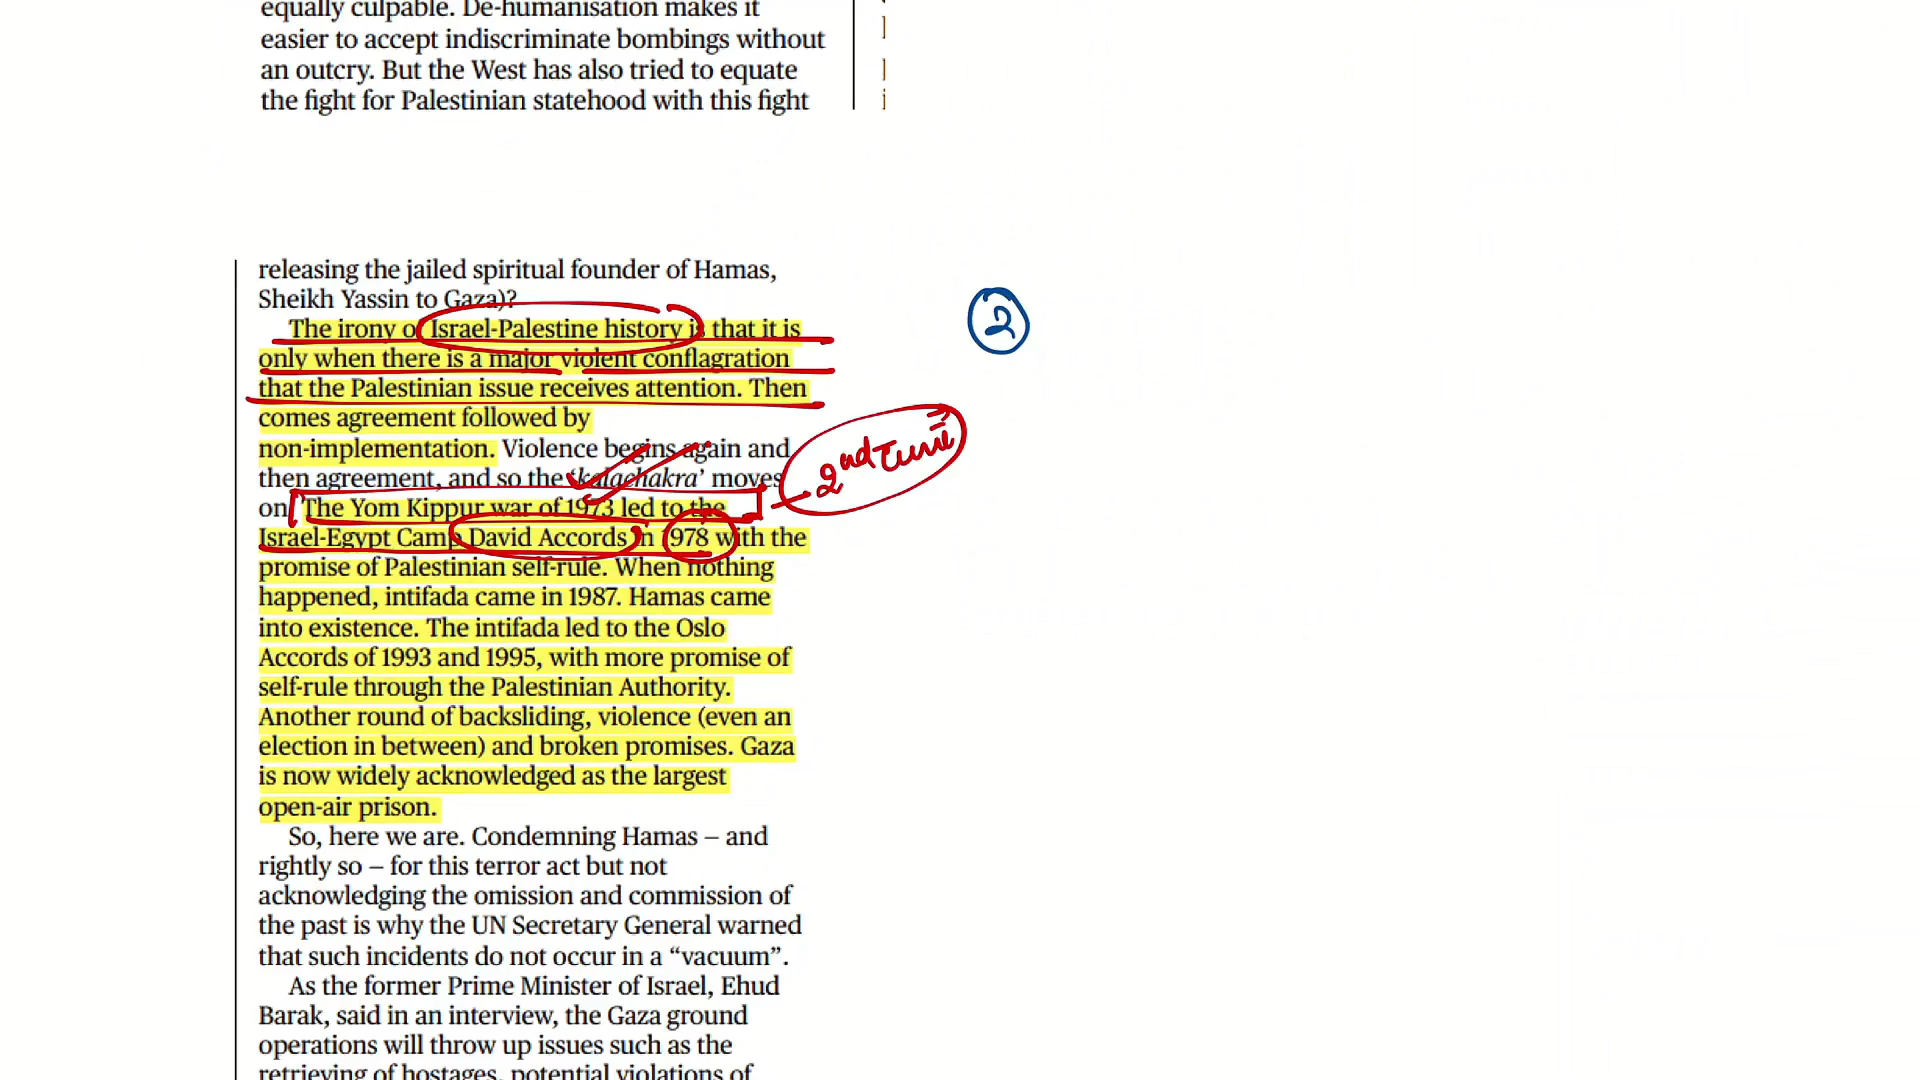 equally culpable. De-humanisation makes it
easier to accept indiscriminate bombings without
an outcry. But the West has also tried to equate
the fight for Palestinian statehood with this fight
releasing the jailed spiritual founder of Hamas,
Sheikh Yassin to Gaza)?
The irony of Israel-Palestine history is that it is
only when there is a major violent conflagration
that the Palestinian issue receives attention. Then
comes agreement followed by
non-implementation. Violence begins again and
then agreement, and so the ‘kalachakra’ moves
on. The Yom Kippur war of 1973 led to the
Israel-Egypt Camp David Accords in 1978 with the
promise of Palestinian self-rule. When nothing
happened, intifada came in 1987. Hamas came
into existence. The intifada led to the Oslo
Accords of 1993 and 1995, with more promise of
self-rule through the Palestinian Authority.
Another round of backsliding, violence (even an
election in between) and broken promises. Gaza
is now widely acknowledged as the largest
open-air prison.
So, here we are. Condemning Hamas – and
rightly so – for this terror act but not
acknowledging the omission and commission of
the past is why the UN Secretary General warned
that such incidents do not occur in a “vacuum”.
As the former Prime Minister of Israel, Ehud
Barak, said in an interview, the Gaza ground
operations will throw up issues such as the
retrieving of hostages, potential violations of
2
2nd